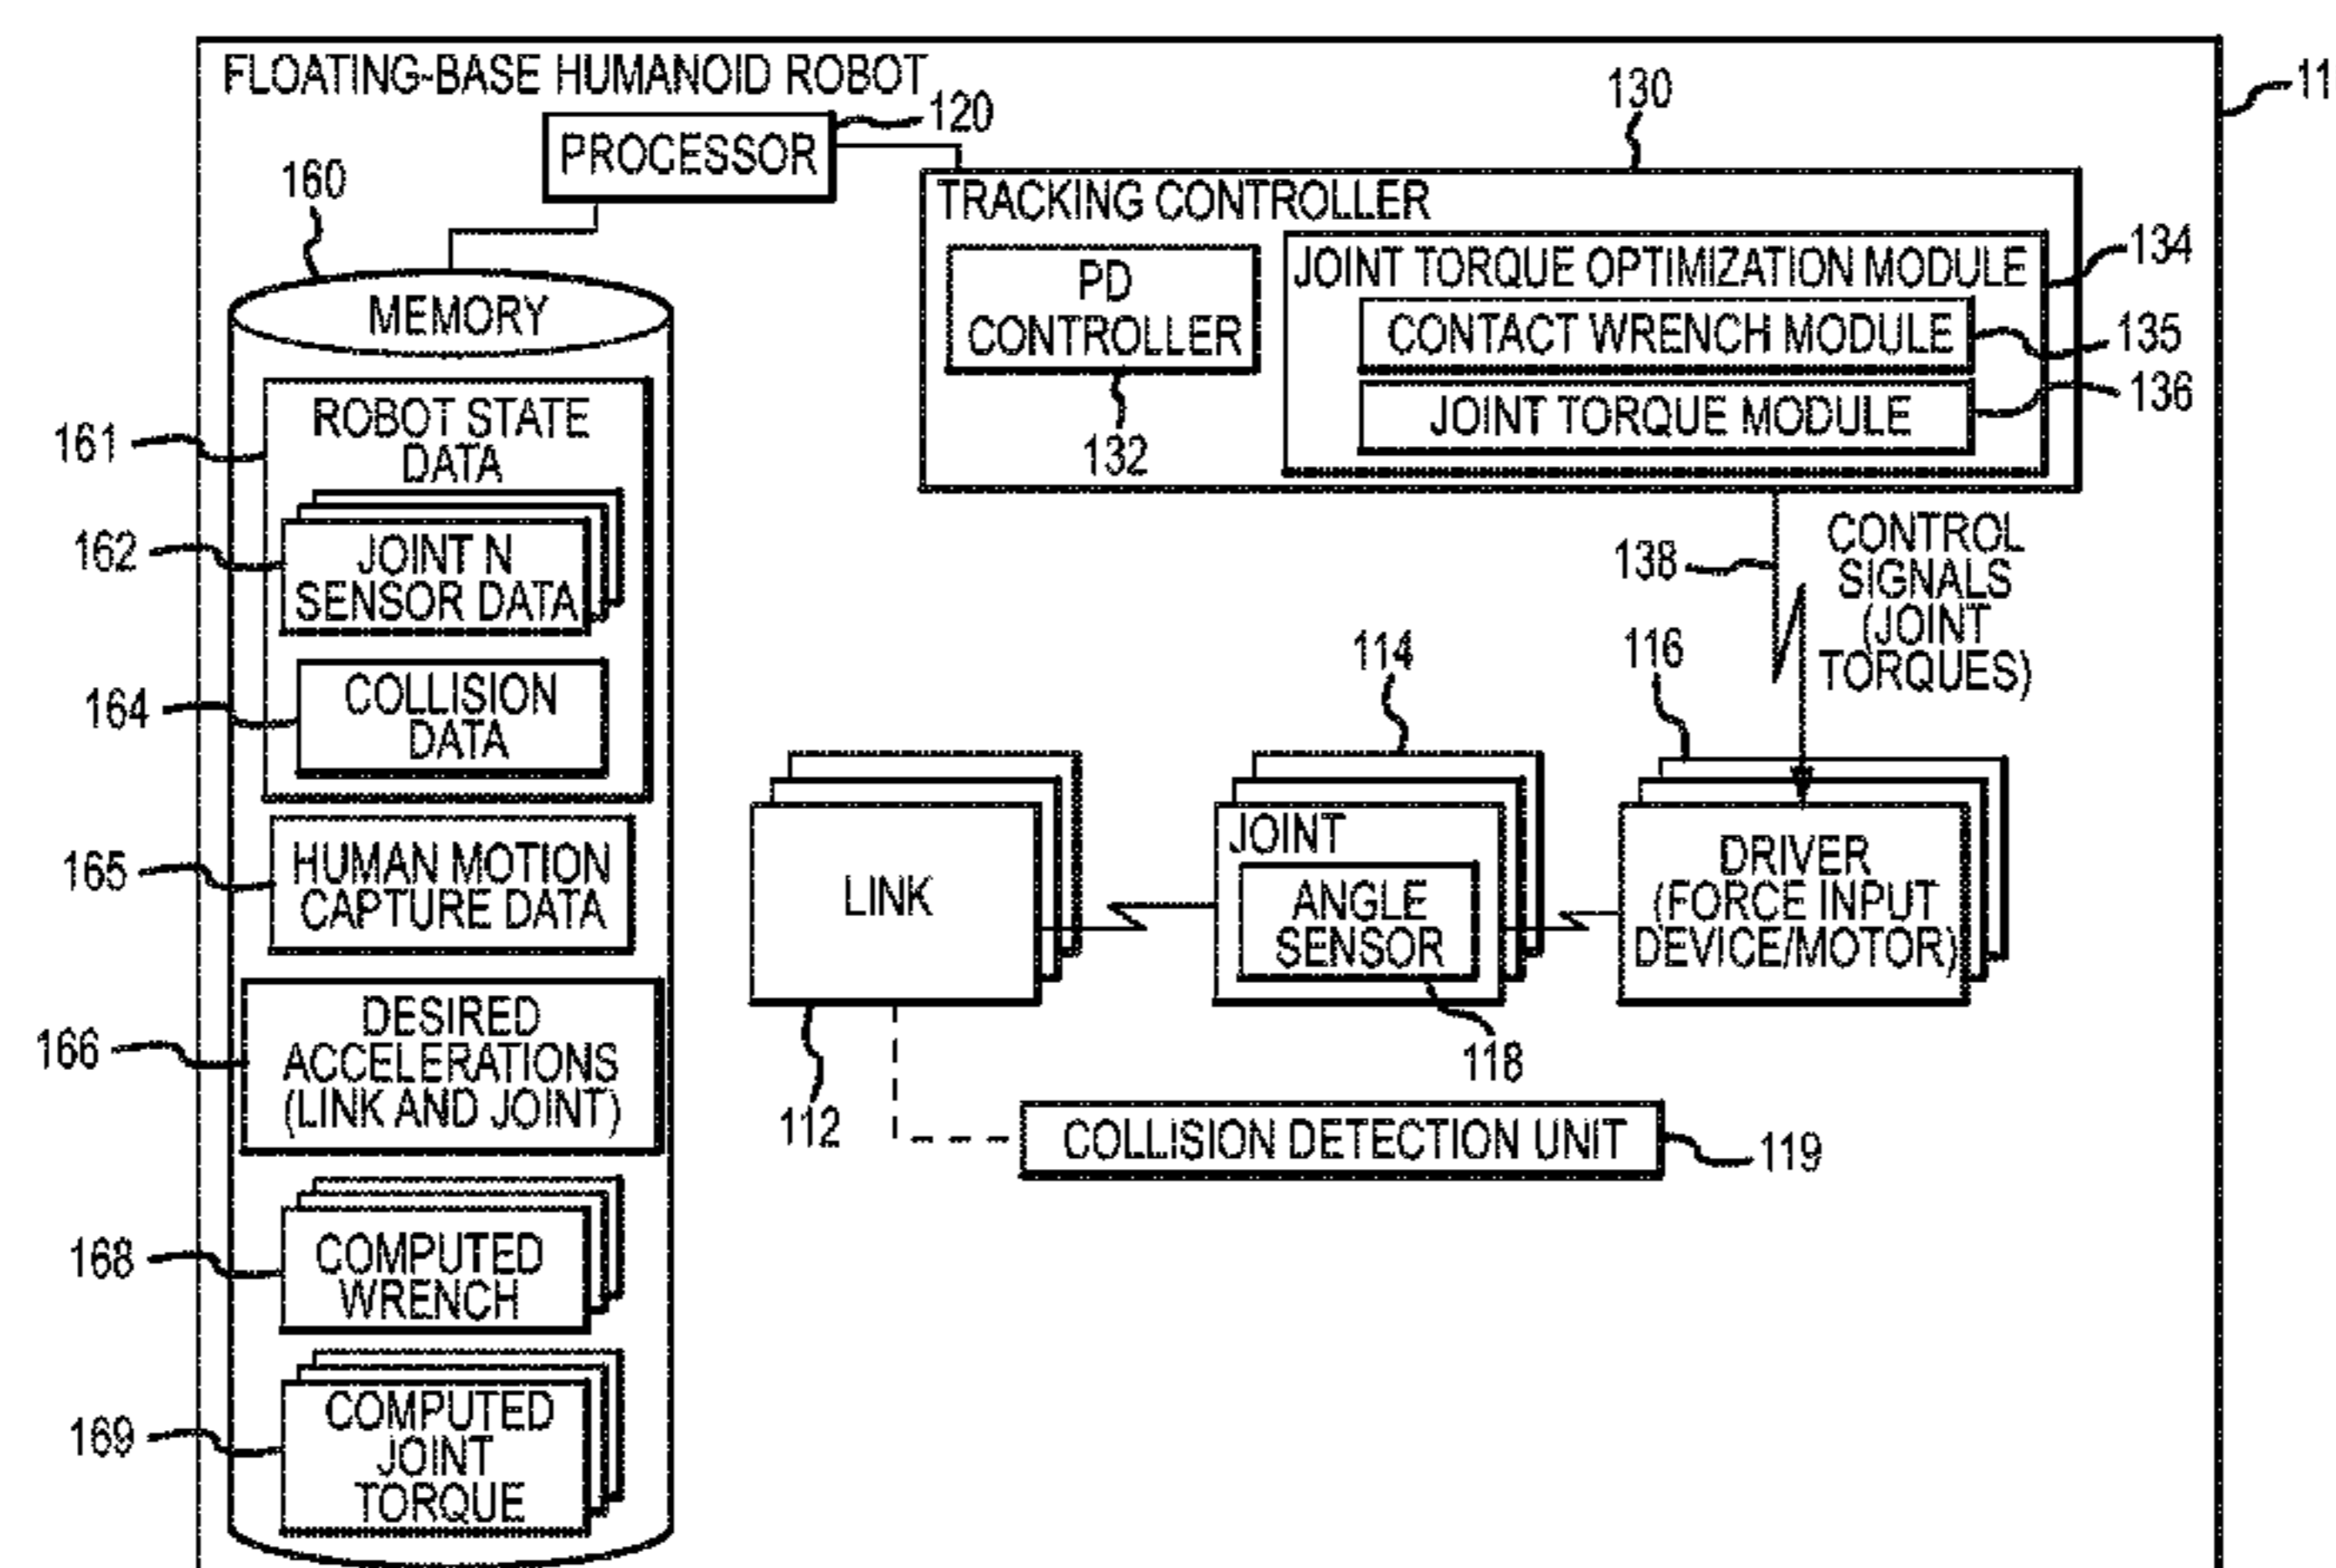 FLOATING-BASE HUMANOID ROBOT
11
120
130
PROCESSOR
160
TRACKING CONTROLLER
PD
CONTROLLER
132
JOINT TORQUE OPTIMIZATION MODULE
134
CONTACT WRENCH MODULE
135
JOINT TORQUE MODULE
136
MEMORY
ROBOT STATE
DATA
161
JOINT N
SENSOR DATA
162
COLLISION
DATA
164
HUMAN MOTION
CAPTURE DATA
165
DESIRED
ACCELERATIONS
(LINK AND JOINT)
166
COMPUTED
WRENCH
168
COMPUTED
JOINT
TORQUE
169
138
CONTROL
SIGNALS
(JOINT
TORQUES)
114
116
LINK
JOINT
ANGLE
SENSOR
DRIVER
(FORCE INPUT
DEVICE/MOTOR)
112
118
COLLISION DETECTION UNIT
119